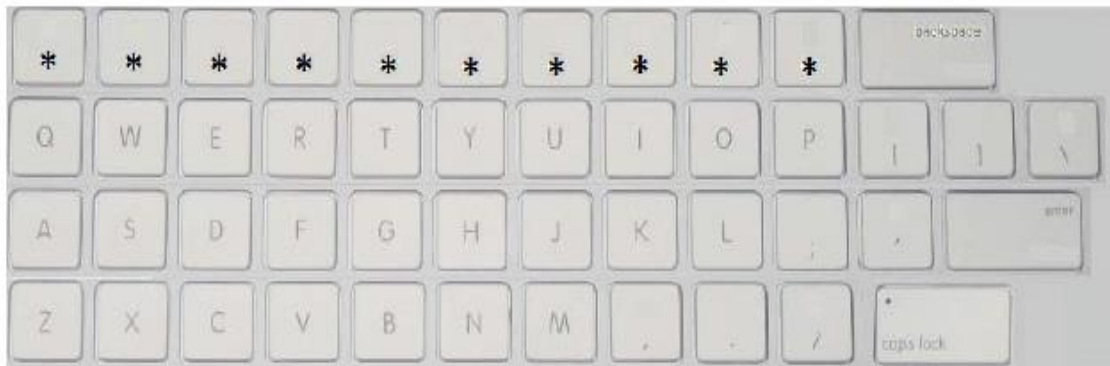 * * * * * * * * * * backspace
Q W E R T Y U I O P [ ] \
A S D F G H J K L ; , enter
Z X C V B N M , . / caps lock